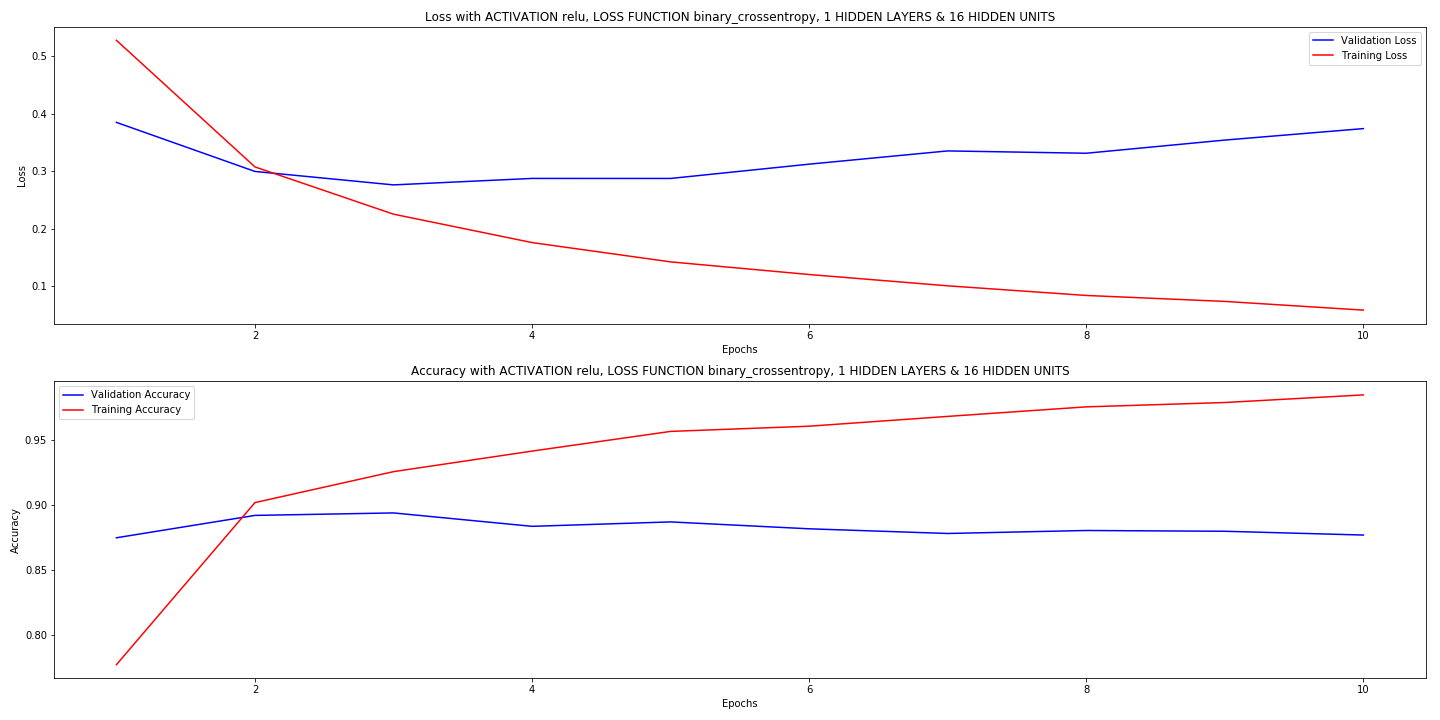 Loss with ACTIVATION relu, LOSS FUNCTION binary_crossentropy, 1 HIDDEN LAYERS & 16 HIDDEN UNITS
Validation Loss
Training Loss
0.5
0.4
0.3
0.2
0.1
Loss
2 4 6 8 10
Epochs
Accuracy with ACTIVATION relu, LOSS FUNCTION binary_crossentropy, 1 HIDDEN LAYERS & 16 HIDDEN UNITS
Validation Accuracy
Training Accuracy
0.95
0.90
0.85
0.80
Accuracy
2 4 6 8 10
Epochs